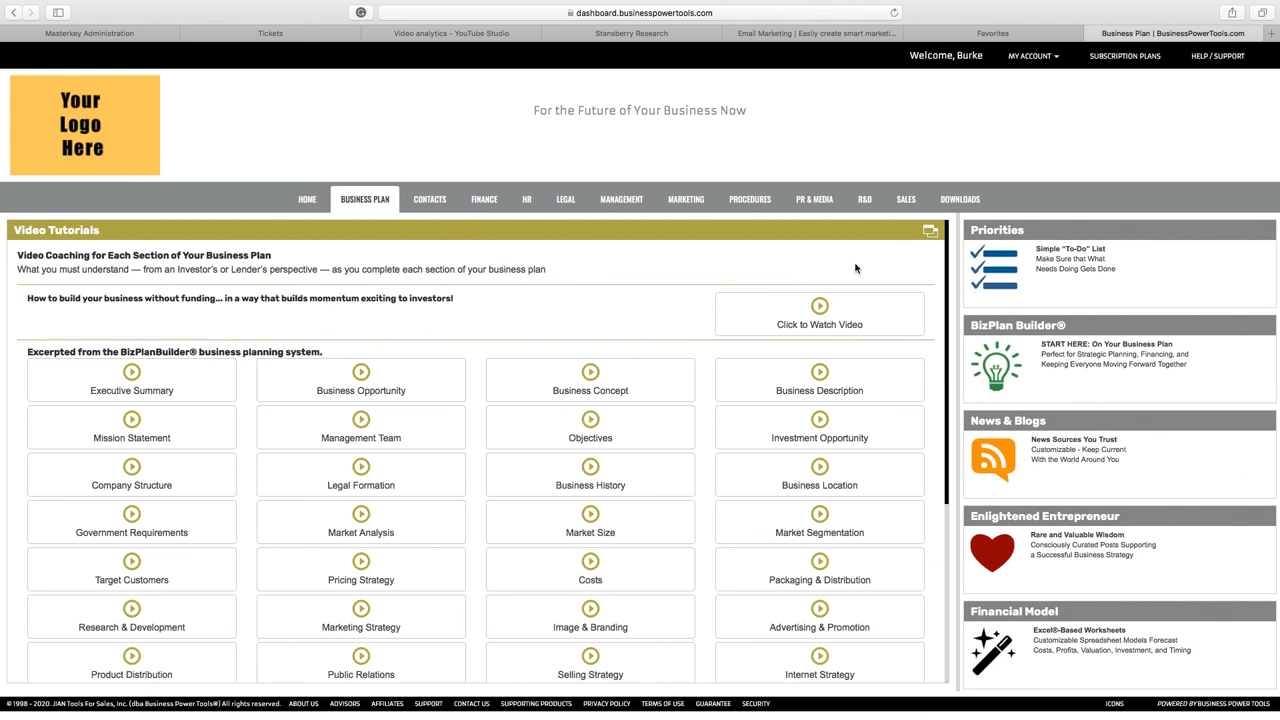 dashboard.businesspowertools.com
Masterkey Administration
Tickets
Video analytics - YouTube Studio
Stansberry Research
Email Marketing | Easily create smart marketi...
Favorites
Business Plan | BusinessPowerTools.com
Welcome, Burke
MY ACCOUNT
SUBSCRIPTION PLANS
HELP / SUPPORT
Your
Logo
Here
For the Future of Your Business Now
HOME
BUSINESS PLAN
CONTACTS
FINANCE
HR
LEGAL
MANAGEMENT
MARKETING
PROCEDURES
PR & MEDIA
R&D
SALES
DOWNLOADS
Video Tutorials
Video Coaching for Each Section of Your Business Plan
What you must understand — from an Investor's or Lender's perspective — as you complete each section of your business plan
How to build your business without funding... in a way that builds momentum exciting to investors!
Click to Watch Video
Excerpted from the BizPlanBuilder® business planning system.
Executive Summary
Business Opportunity
Business Concept
Business Description
Mission Statement
Management Team
Objectives
Investment Opportunity
Company Structure
Legal Formation
Business History
Business Location
Government Requirements
Market Analysis
Market Size
Market Segmentation
Target Customers
Pricing Strategy
Costs
Packaging & Distribution
Research & Development
Marketing Strategy
Image & Branding
Advertising & Promotion
Product Distribution
Public Relations
Selling Strategy
Internet Strategy
Priorities
Simple "To-Do" List
Make Sure that What
Needs Doing Gets Done
BizPlan Builder®
START HERE: On Your Business Plan
Perfect for Strategic Planning, Financing, and
Keeping Everyone Moving Forward Together
News & Blogs
News Sources You Trust
Customizable - Keep Current
With the World Around You
Enlightened Entrepreneur
Rare and Valuable Wisdom
Consciously Curated Posts Supporting
a Successful Business Strategy
Financial Model
Excel®-Based Worksheets
Customizable Spreadsheet Models Forecast
Costs, Profits, Valuation, Investment, and Timing
© 1998 - 2020. JIAN Tools For Sales, Inc. (dba Business Power Tools®) All rights reserved.
ABOUT US
ADVISORS
AFFILIATES
SUPPORT
CONTACT US
SUPPORTING PRODUCTS
PRIVACY POLICY
TERMS OF USE
GUARANTEE
SECURITY
ICONS
POWERED BY BUSINESS POWER TOOLS